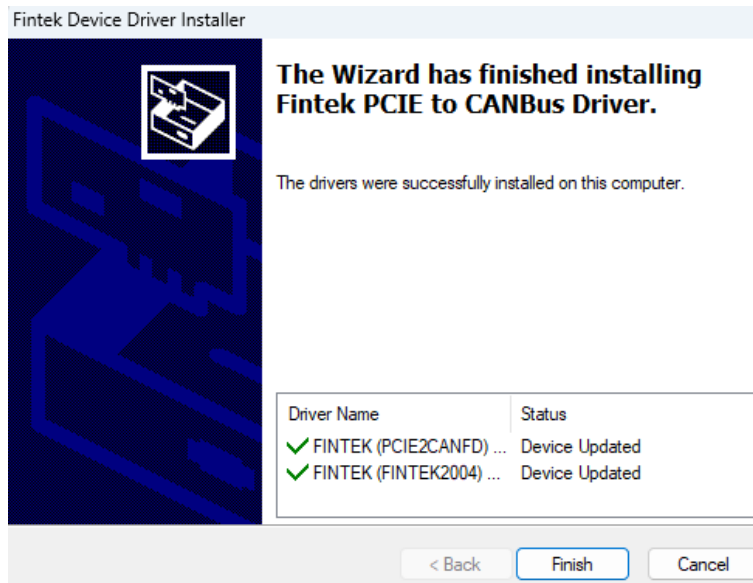 Fintek Device Driver Installer
The Wizard has finished installing
Fintek PCIE to CANBus Driver.
The drivers were successfully installed on this computer.
Driver Name Status
FINTEK (PCIE2CANFD) ... Device Updated
FINTEK (FINTEK2004) ... Device Updated
< Back Finish Cancel